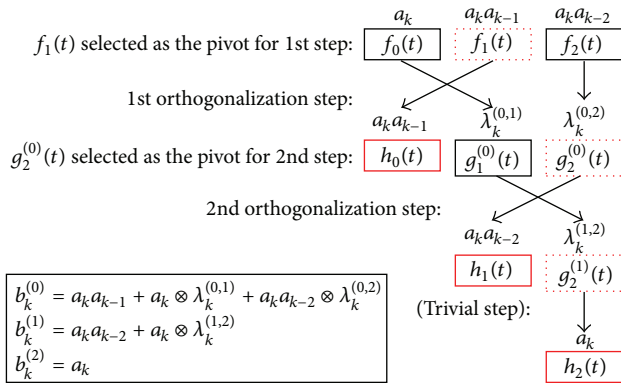 a_k a_k a_{k−1} a_k a_{k−2}
f_1(t) selected as the pivot for 1st step: f_0(t) f_1(t) f_2(t)
1st orthogonalization step:
a_k a_{k−1} λ_k^{(0,1)} λ_k^{(0,2)}
g_2^{(0)}(t) selected as the pivot for 2nd step: h_0(t) g_1^{(0)}(t) g_2^{(0)}(t)
2nd orthogonalization step:
a_k a_{k−2} λ_k^{(1,2)}
h_1(t) g_2^{(1)}(t)
(Trivial step):
a_k
h_2(t)
b_k^{(0)} = a_k a_{k−1} + a_k ⊗ λ_k^{(0,1)} + a_k a_{k−2} ⊗ λ_k^{(0,2)}
b_k^{(1)} = a_k a_{k−2} + a_k ⊗ λ_k^{(1,2)}
b_k^{(2)} = a_k